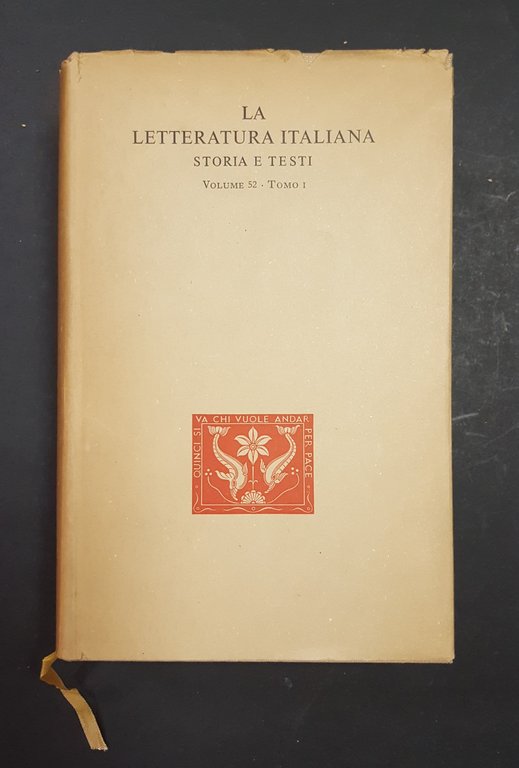 LA
LETTERATURA ITALIANA
STORIA E TESTI
VOLUME 52 · TOMO I
QUINCI SI
VA CHI VUOLE ANDAR
PER PACE